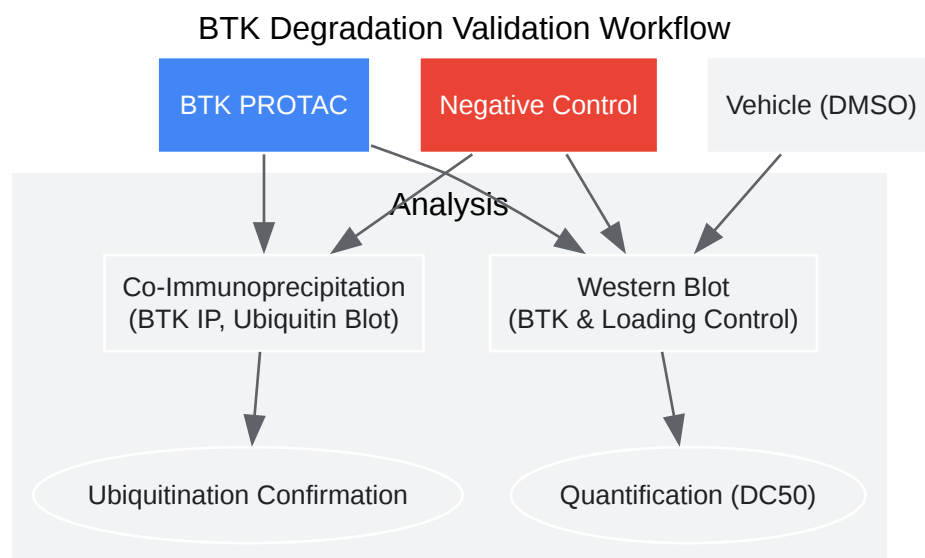 BTK Degradation Validation Workflow
BTK PROTAC
Negative Control
Vehicle (DMSO)
Analysis
Co-Immunoprecipitation
(BTK IP, Ubiquitin Blot)
Western Blot
(BTK & Loading Control)
Ubiquitination Confirmation
Quantification (DC50)